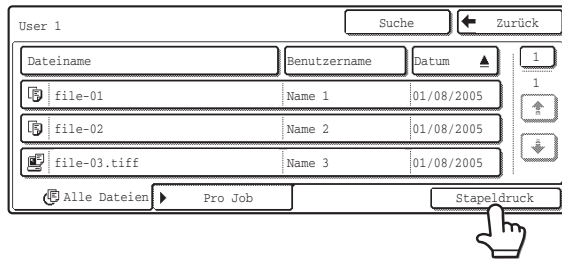 User 1 Suche Zurück
Dateiname Benutzername Datum 1
file-01 Name 1 01/08/2005 1
file-02 Name 2 01/08/2005
file-03.tiff Name 3 01/08/2005
Alle Dateien Pro Job Stapeldruck